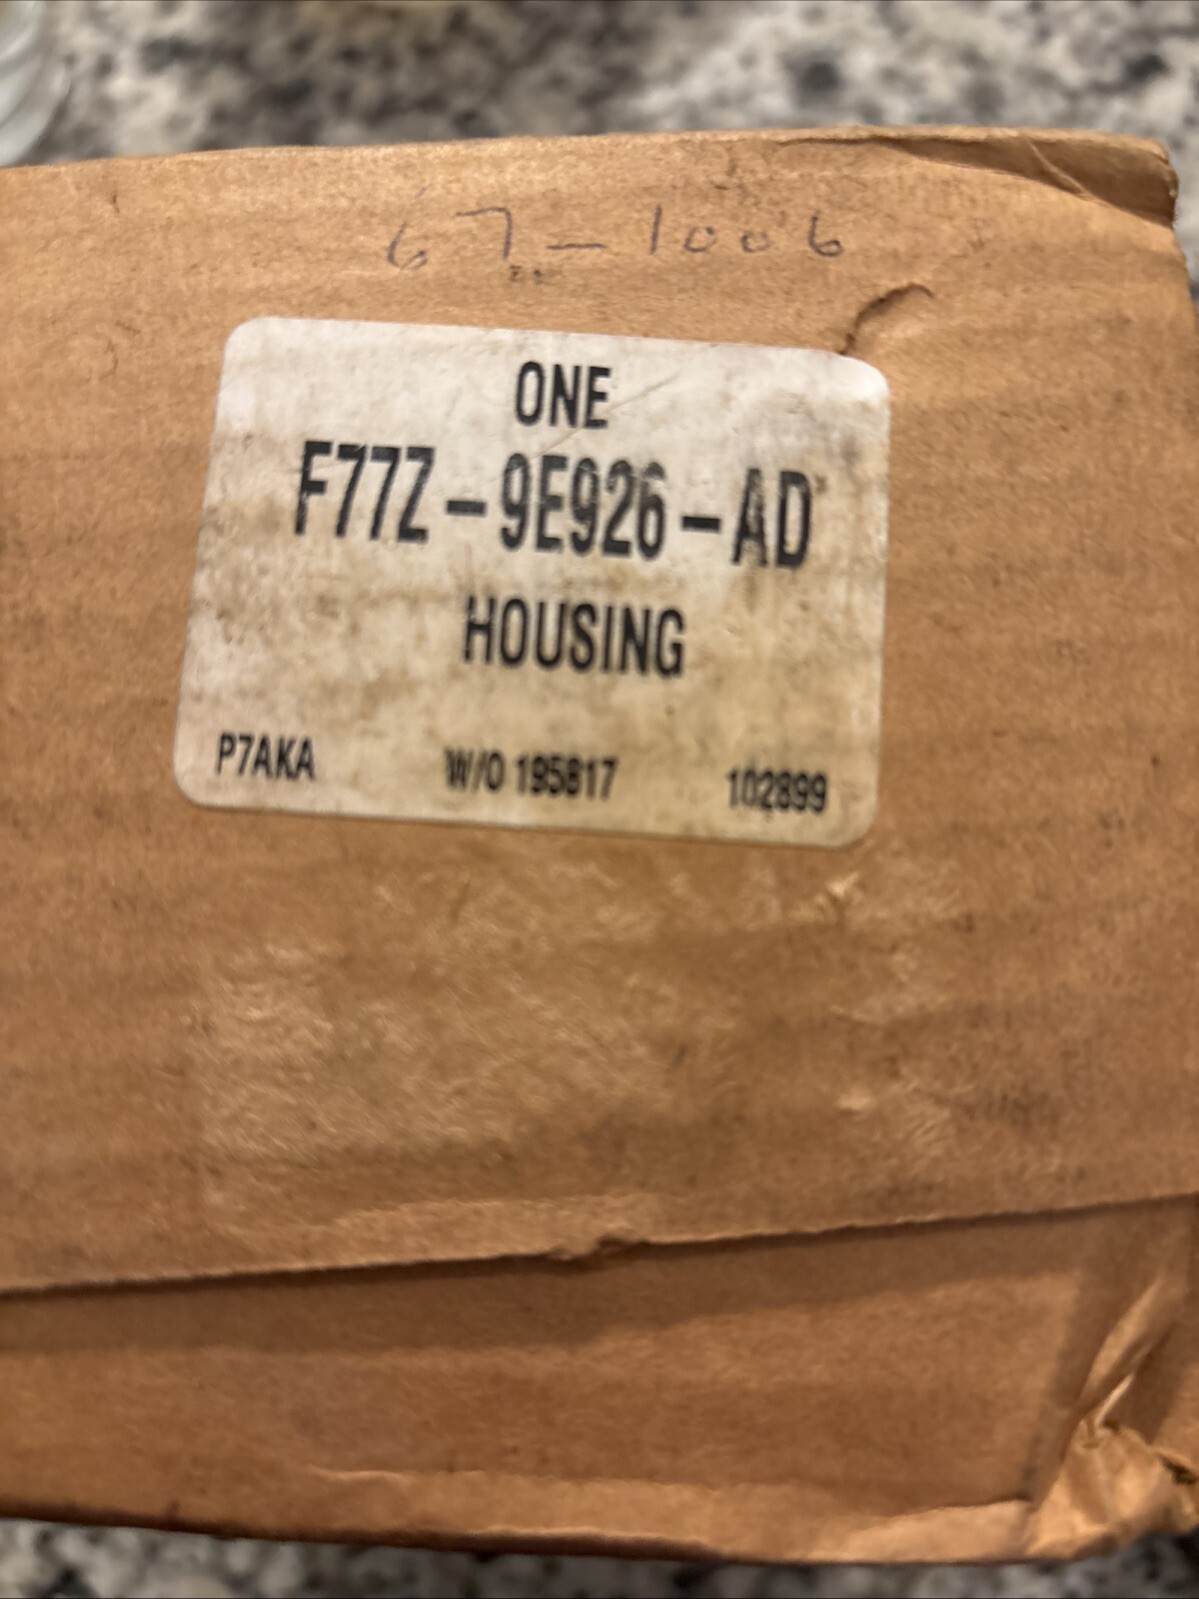 67-1006
ONE
F77Z-9E926-AD
HOUSING
P7AKA W/O 195817 102899